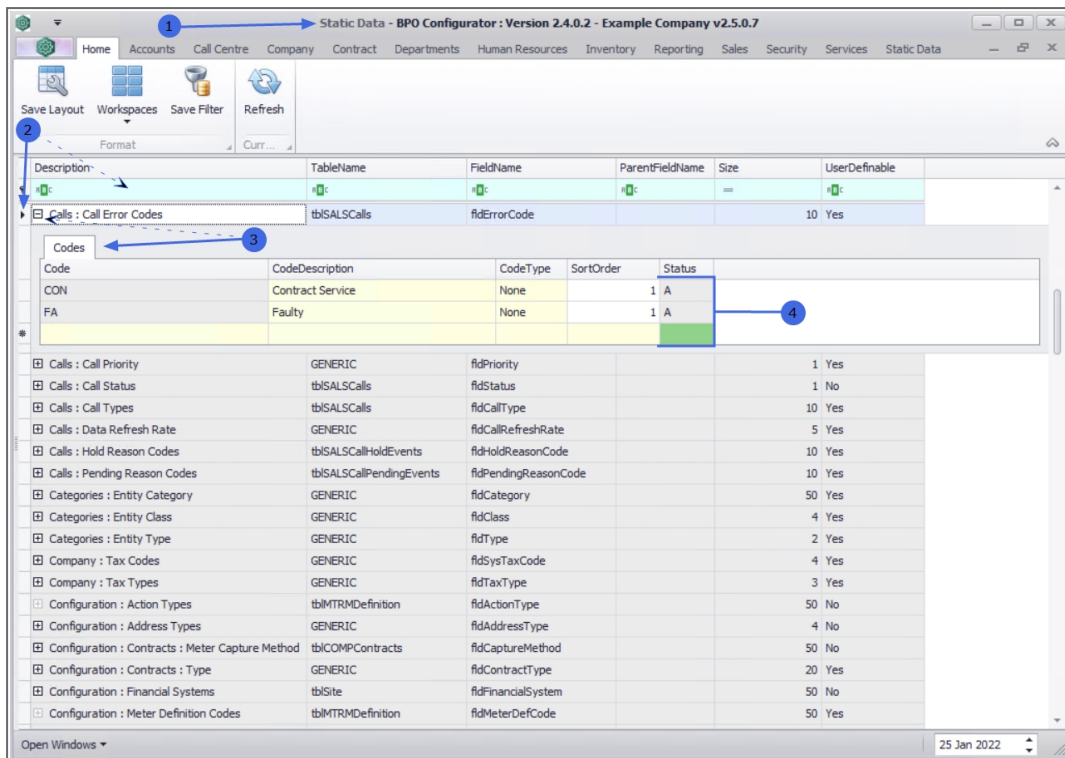 1
Static Data - BPO Configurator : Version 2.4.0.2 - Example Company v2.5.0.7
Home Accounts Call Centre Company Contract Departments Human Resources Inventory Reporting Sales Security Services Static Data
Save Layout Workspaces Save Filter Refresh
2
Format Curr...
Description TableName FieldName ParentFieldName Size UserDefinable
Calls : Call Error Codes tblSALSCalls fldErrorCode 10 Yes
3
Codes
Code CodeDescription CodeType SortOrder Status
CON Contract Service None 1 A
FA Faulty None 1 A
4
Calls : Call Priority GENERIC fldPriority 1 Yes
Calls : Call Status tblSALSCalls fldStatus 1 No
Calls : Call Types tblSALSCalls fldCallType 10 Yes
Calls : Data Refresh Rate GENERIC fldCallRefreshRate 5 Yes
Calls : Hold Reason Codes tblSALSCallHoldEvents fldHoldReasonCode 10 Yes
Calls : Pending Reason Codes tblSALSCallPendingEvents fldPendingReasonCode 10 Yes
Categories : Entity Category GENERIC fldCategory 50 Yes
Categories : Entity Class GENERIC fldClass 4 Yes
Categories : Entity Type GENERIC fldType 2 Yes
Company : Tax Codes GENERIC fldSysTaxCode 4 Yes
Company : Tax Types GENERIC fldTaxType 3 Yes
Configuration : Action Types tblMTRMDefinition fldActionType 50 No
Configuration : Address Types GENERIC fldAddressType 4 No
Configuration : Contracts : Meter Capture Method tblCOMPContracts fldCaptureMethod 50 No
Configuration : Contracts : Type GENERIC fldContractType 20 Yes
Configuration : Financial Systems tblSite fldFinancialSystem 50 No
Configuration : Meter Definition Codes tblMTRMDefinition fldMeterDefCode 50 Yes
Open Windows 25 Jan 2022